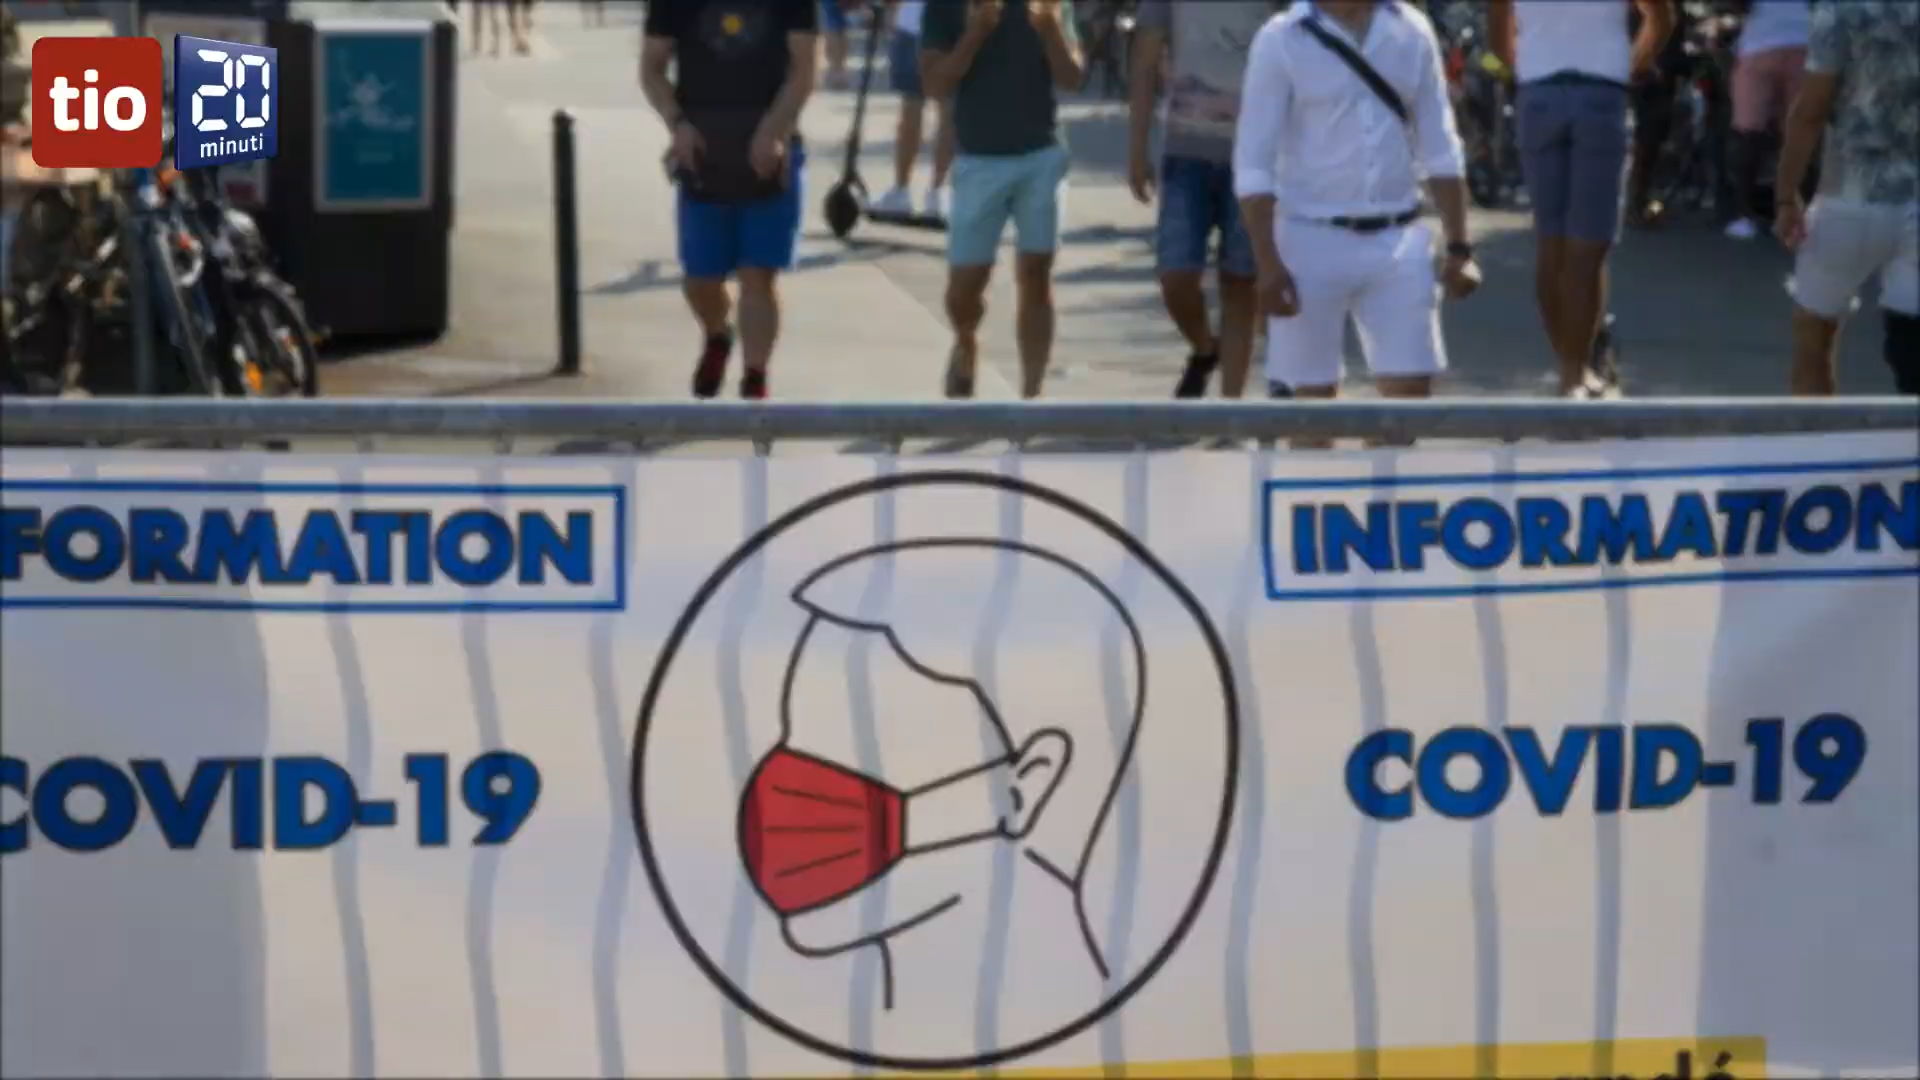 tio
20
minuti
FORMATION
INFORMATION
COVID-19
COVID-19